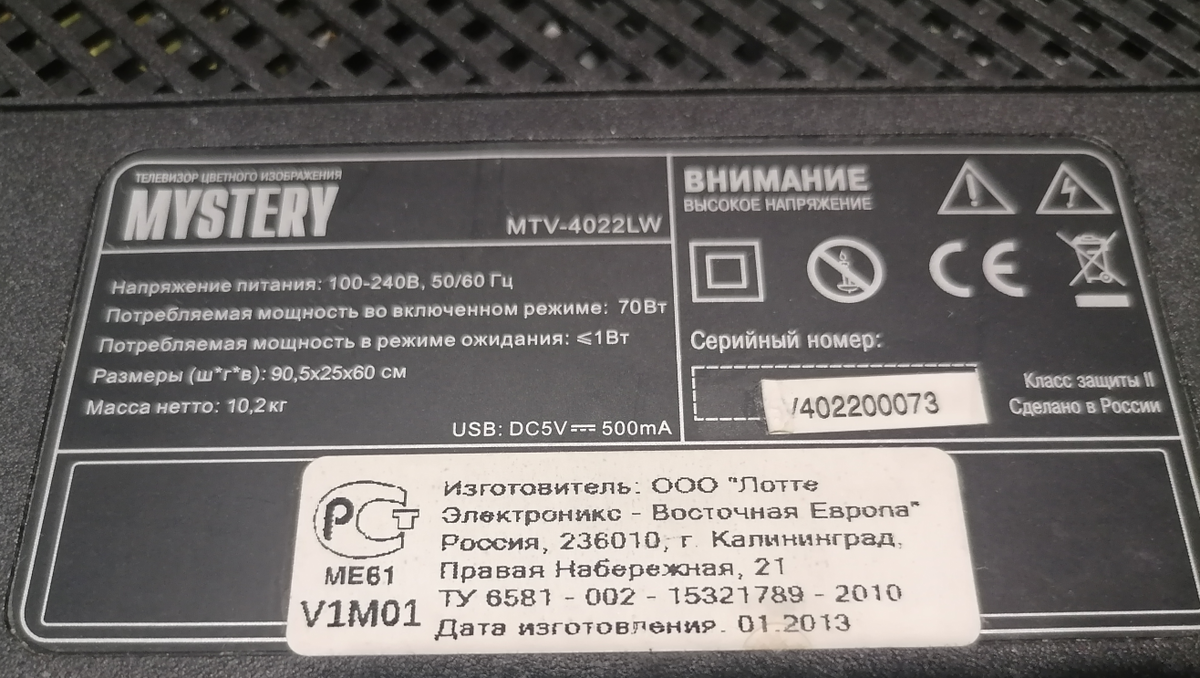 ТЕЛЕВИЗОР ЦВЕТНОГО ИЗОБРАЖЕНИЯ
MYSTERY
MTV-4022LW
Напряжение питания: 100-240В, 50/60 Гц
Потребляемая мощность во включенном режиме: 70Вт
Потребляемая мощность в режиме ожидания: ⩽1Вт
Размеры (ш*г*в): 90,5x25x60 см
Масса нетто: 10,2кг
USB: DC5V⎓500mA
ВНИМАНИЕ
ВЫСОКОЕ НАПРЯЖЕНИЕ
CE
Серийный номер:
/402200073
Класс защиты II
Сделано в России
РСТ
ME61
V1M01
Изготовитель: ООО "Лотте
Электроникс - Восточная Европа"
Россия, 236010, г. Калининград,
Правая Набережная, 21
ТУ 6581 - 002 - 15321789 - 2010
Дата изготовления. 01.2013